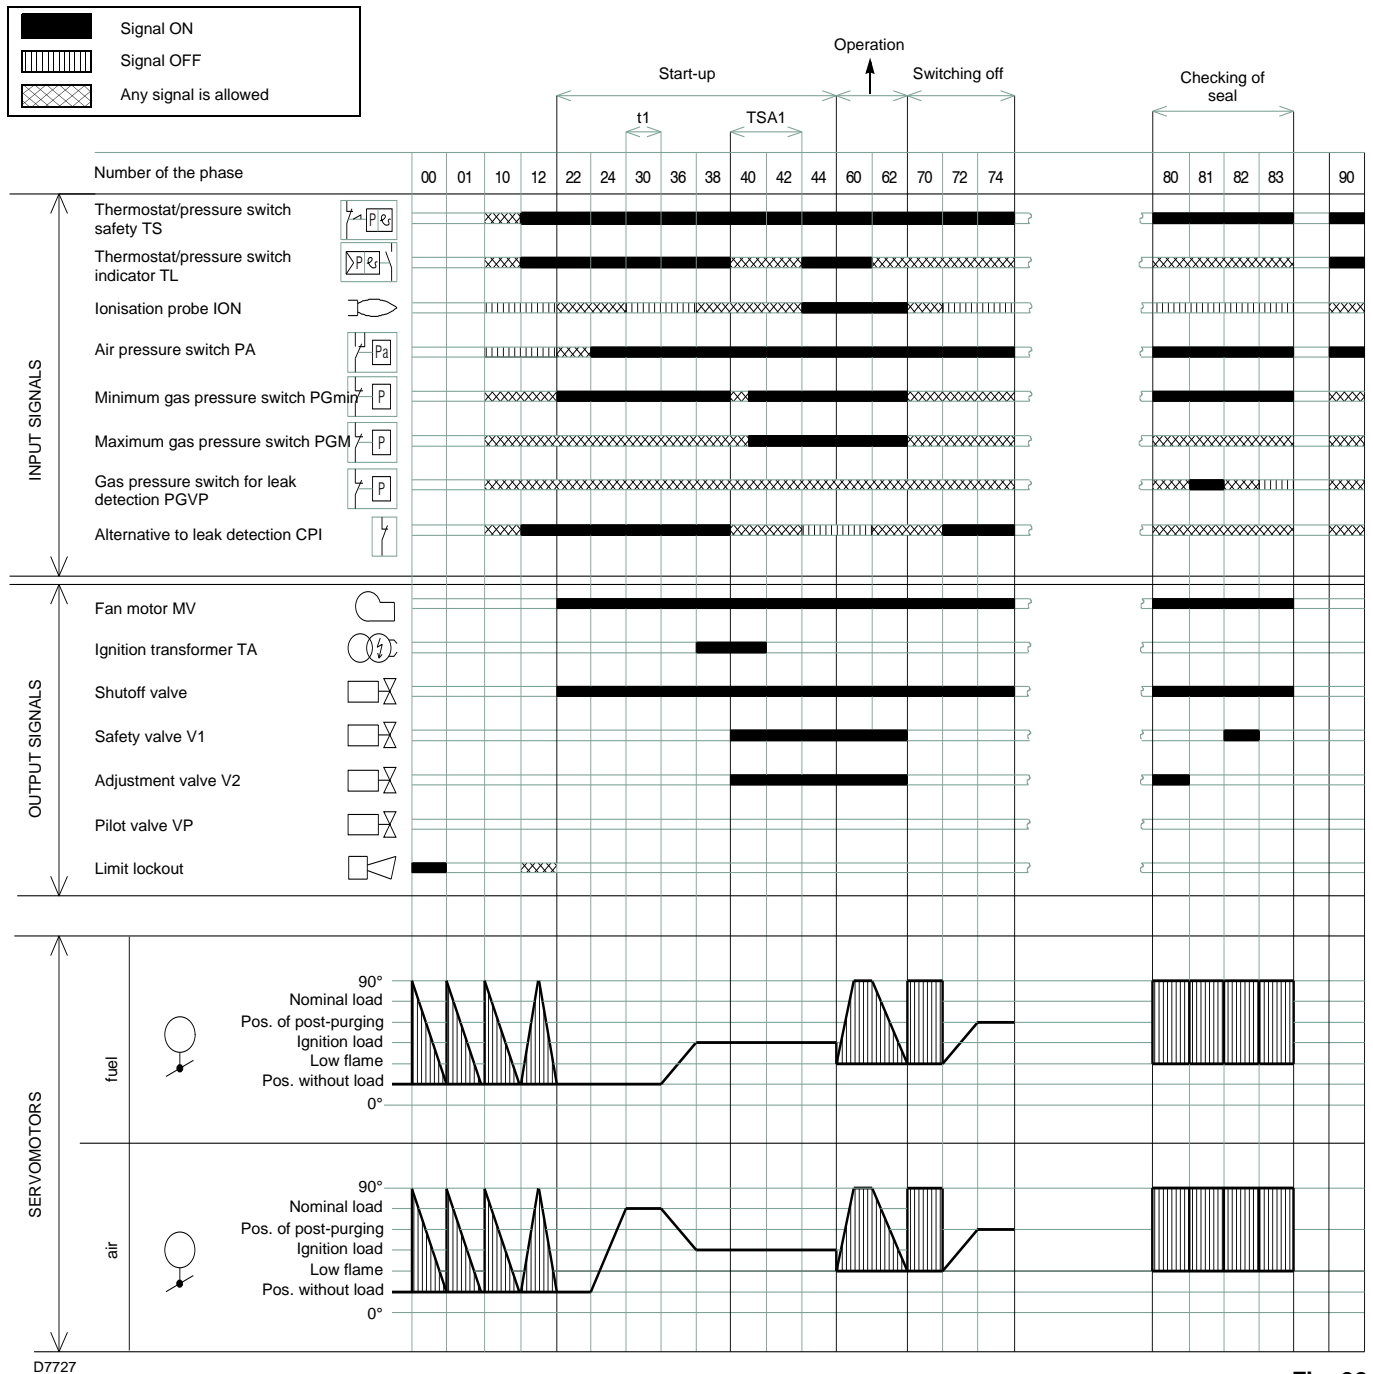 Signal ON
Signal OFF
Any signal is allowed
Operation
Start-up
Switching off
Checking of
seal
t1
TSA1
Number of the phase
00 01 10 12 22 24 30 36 38 40 42 44 60 62 70 72 74 80 81 82 83 90
INPUT SIGNALS
Thermostat/pressure switch
safety TS
P
Thermostat/pressure switch
indicator TL
P
Ionisation probe ION
Air pressure switch PA
Pa
Minimum gas pressure switch PGmin
P
Maximum gas pressure switch PGM
P
Gas pressure switch for leak
detection PGVP
P
Alternative to leak detection CPI
OUTPUT SIGNALS
Fan motor MV
Ignition transformer TA
Shutoff valve
Safety valve V1
Adjustment valve V2
Pilot valve VP
Limit lockout
SERVOMOTORS
fuel
90°
Nominal load
Pos. of post-purging
Ignition load
Low flame
Pos. without load
0°
air
90°
Nominal load
Pos. of post-purging
Ignition load
Low flame
Pos. without load
0°
D7727